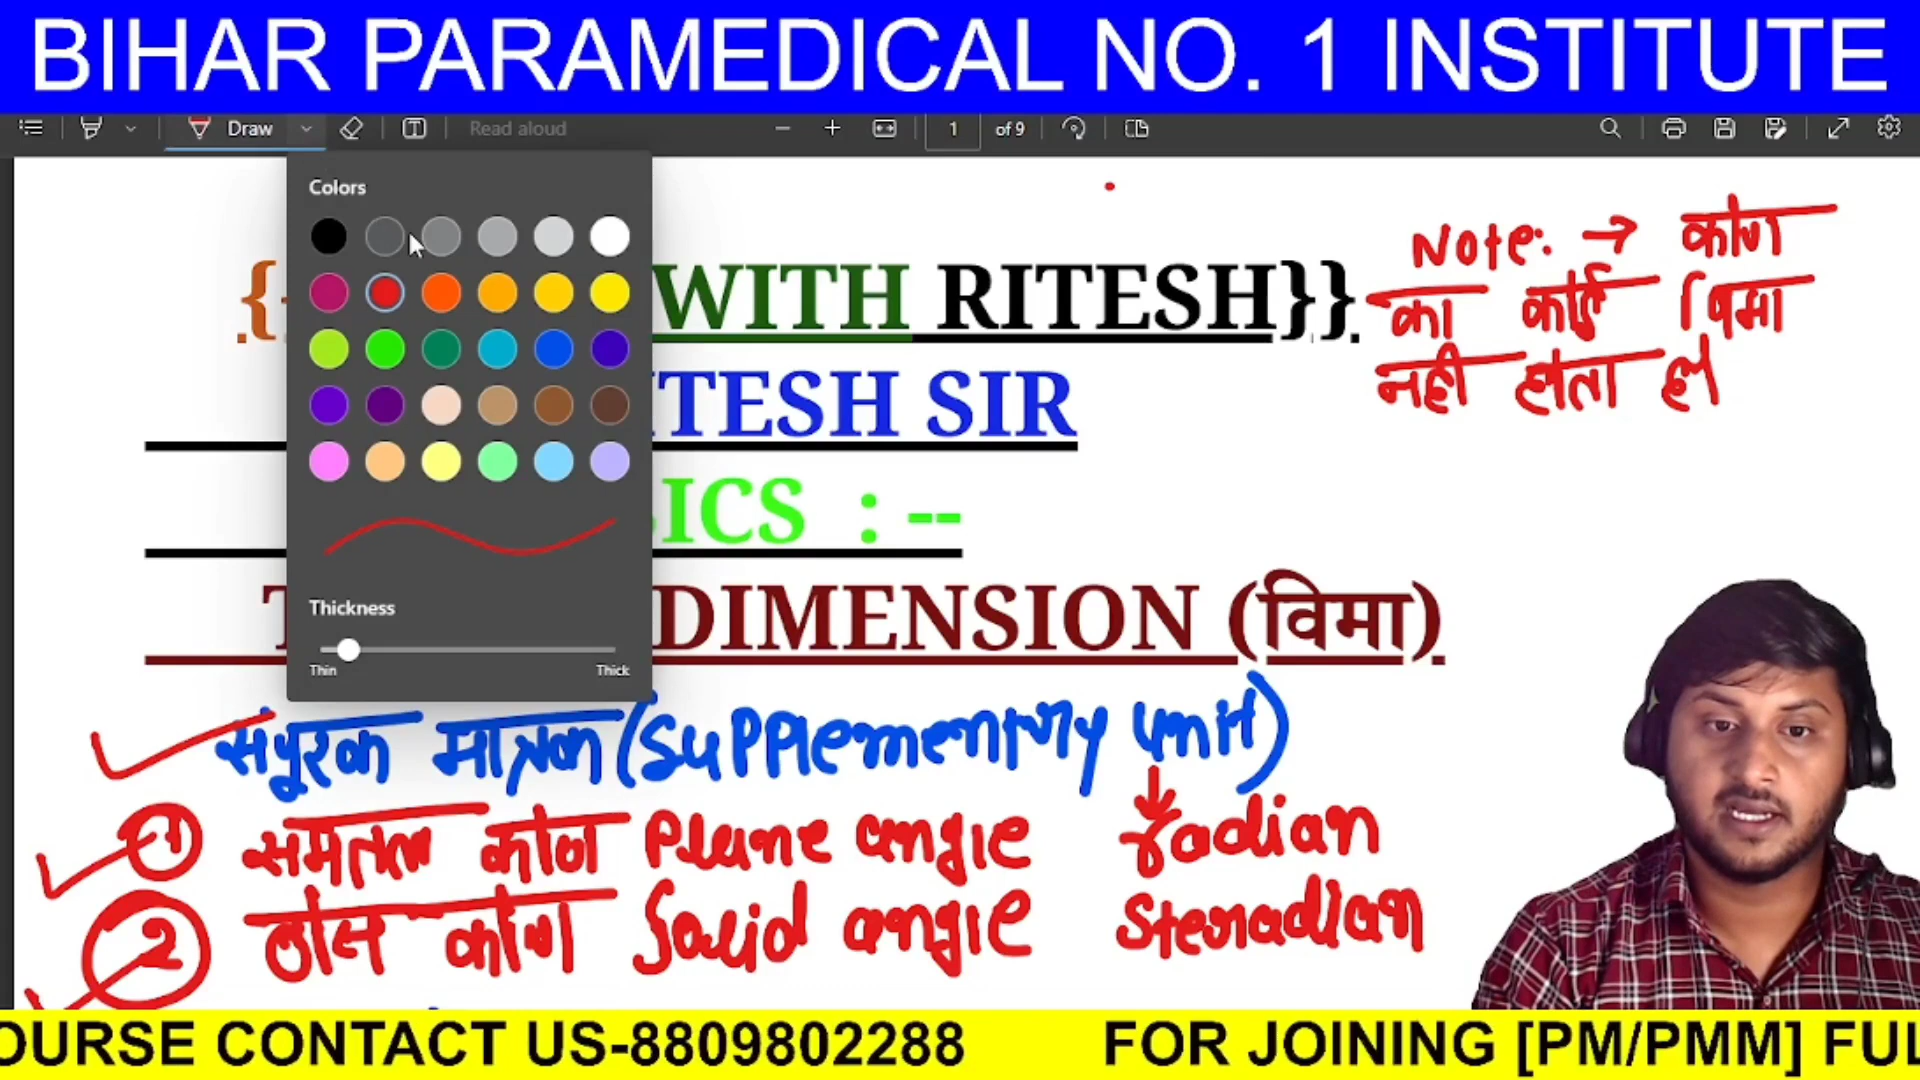 BIHAR PARAMEDICAL NO. 1 INSTITUTE
Draw Read aloud 1 of 9
Colors
WITH RITESH}}.
TESH SIR
SICS : --
DIMENSION (विमा).
Thickness
Thin Thick
Note: → कोण
का कोई विमा
नही होता है।
संपुरक मात्रक (Supplementry unit)
1 समतल कोण Plane angle radian
2 ठोस कोण Solid angle Steradian
OURSE CONTACT US-8809802288 FOR JOINING [PM/PMM] FUL